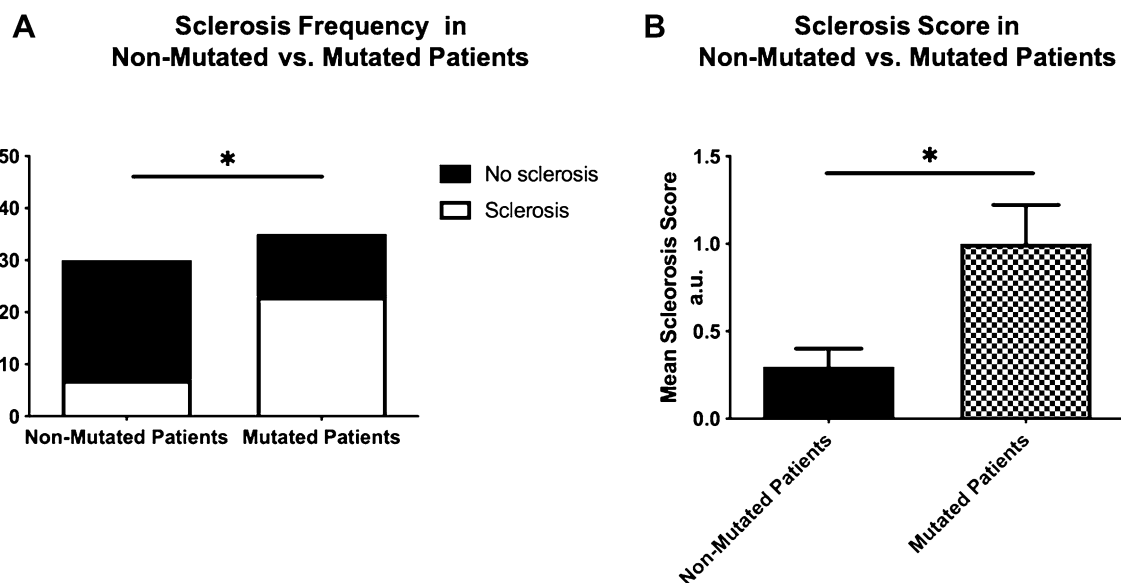 A
Sclerosis Frequency in
Non-Mutated vs. Mutated Patients
50
40
30
20
10
0
*
No sclerosis
Sclerosis
Non-Mutated Patients
Mutated Patients
B
Sclerosis Score in
Non-Mutated vs. Mutated Patients
Mean Scleorosis Score
a.u.
1.5
1.0
0.5
0.0
*
Non-Mutated Patients
Mutated Patients